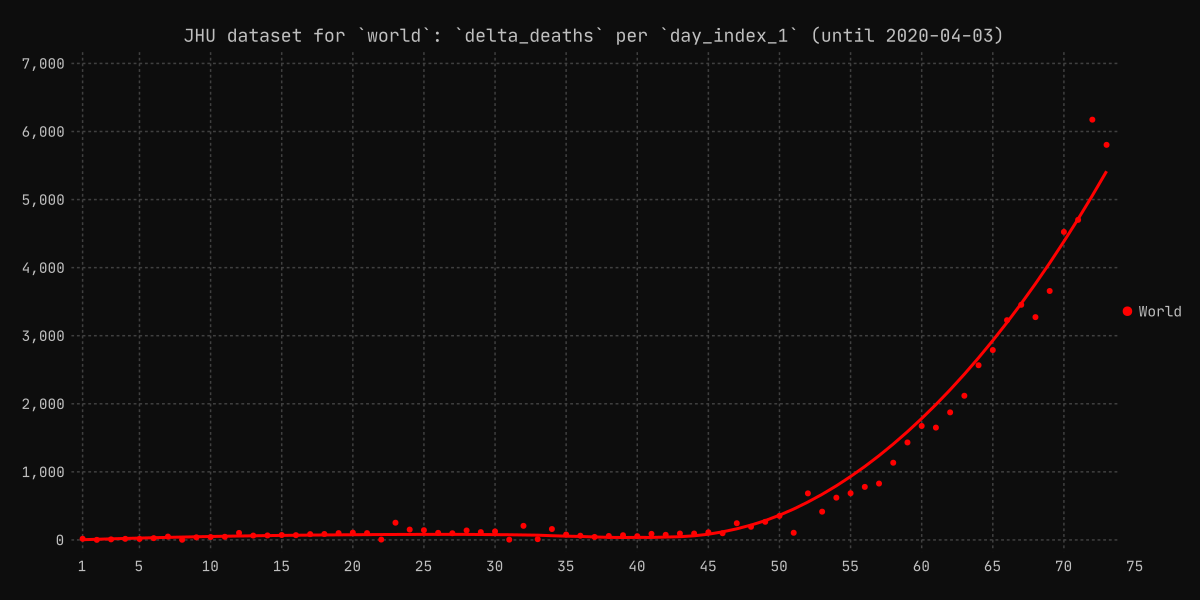 JHU dataset for `world`: `delta_deaths` per `day_index_1` (until 2020-04-03)
7,000
6,000
5,000
4,000
3,000
2,000
1,000
0
World
1 5 10 15 20 25 30 35 40 45 50 55 60 65 70 75